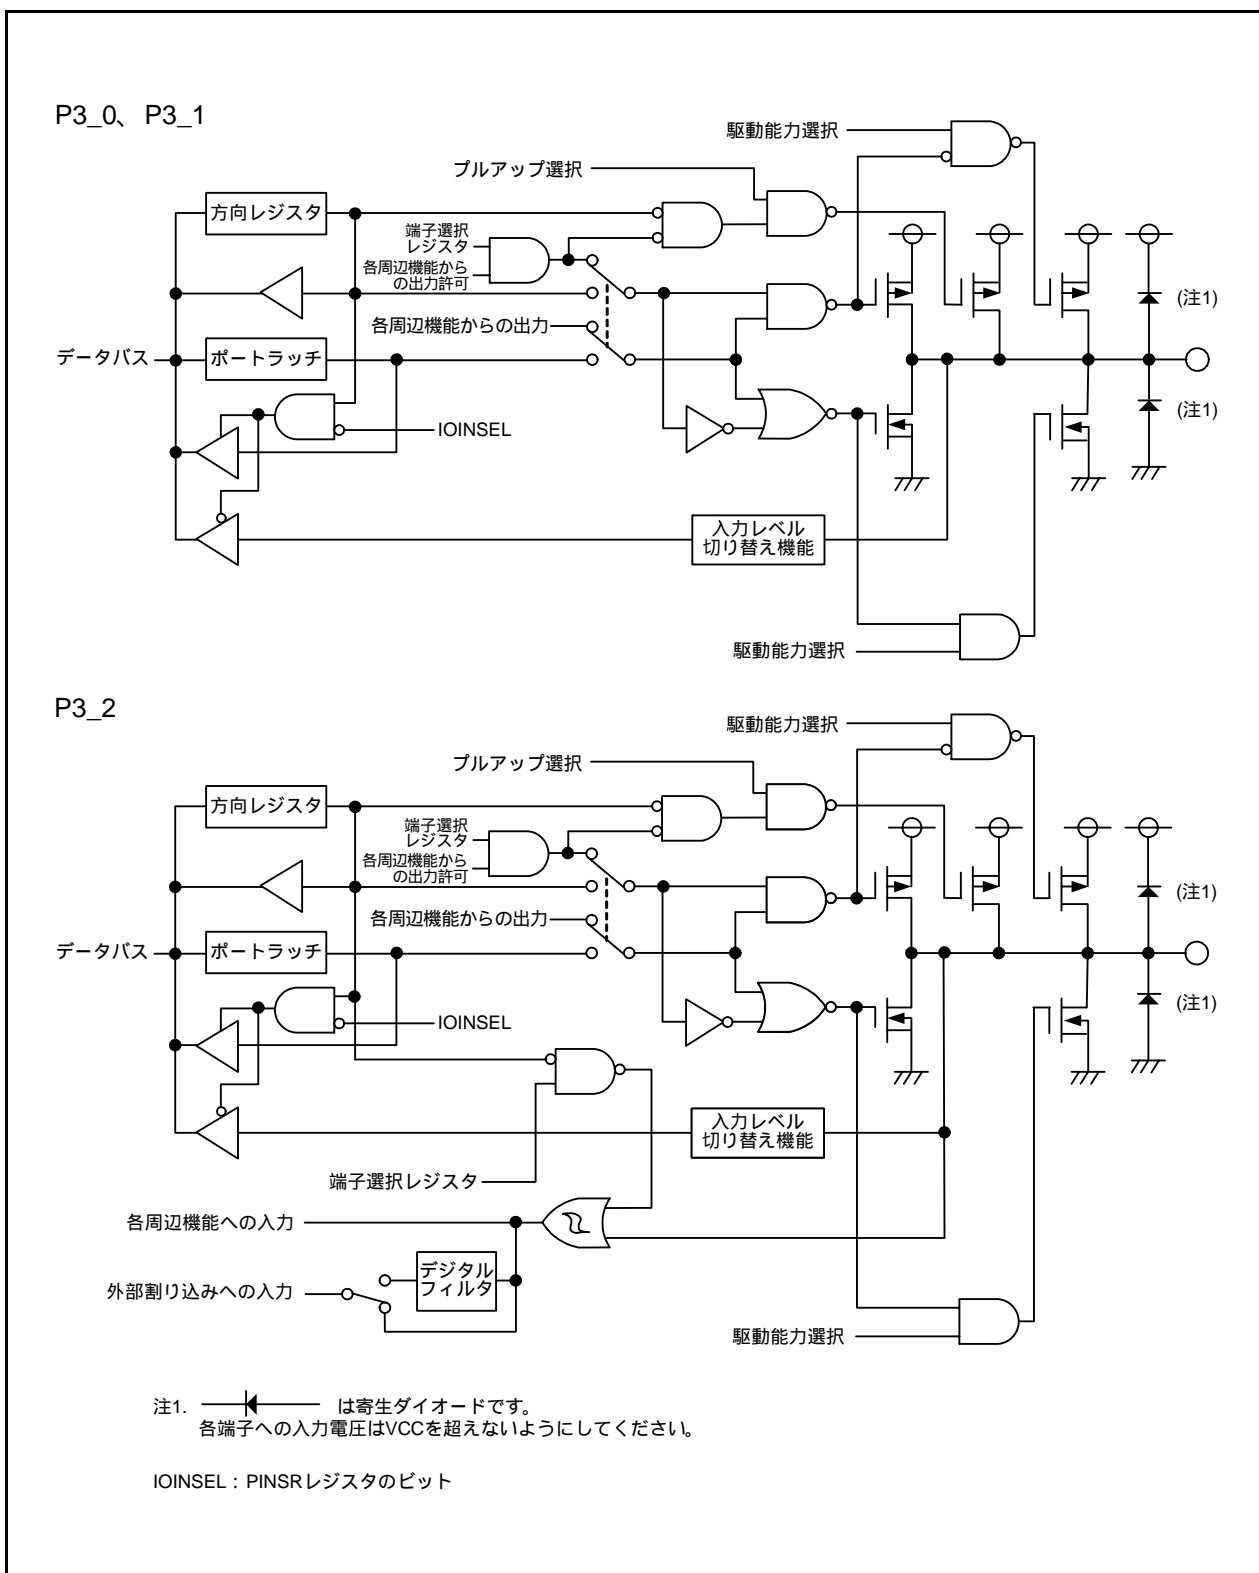 P3_0、P3_1
駆動能力選択
プルアップ選択
方向レジスタ
端子選択
レジスタ
各周辺機能から
の出力許可
(注1)
各周辺機能からの出力
データバス
ポートラッチ
(注1)
IOINSEL
入力レベル
切り替え機能
駆動能力選択
P3_2
駆動能力選択
プルアップ選択
方向レジスタ
端子選択
レジスタ
各周辺機能から
の出力許可
(注1)
各周辺機能からの出力
データバス
ポートラッチ
(注1)
IOINSEL
入力レベル
切り替え機能
端子選択レジスタ
各周辺機能への入力
デジタル
フィルタ
外部割り込みへの入力
駆動能力選択
注1. は寄生ダイオードです。
各端子への入力電圧はVCCを超えないようにしてください。
IOINSEL：PINSRレジスタのビット